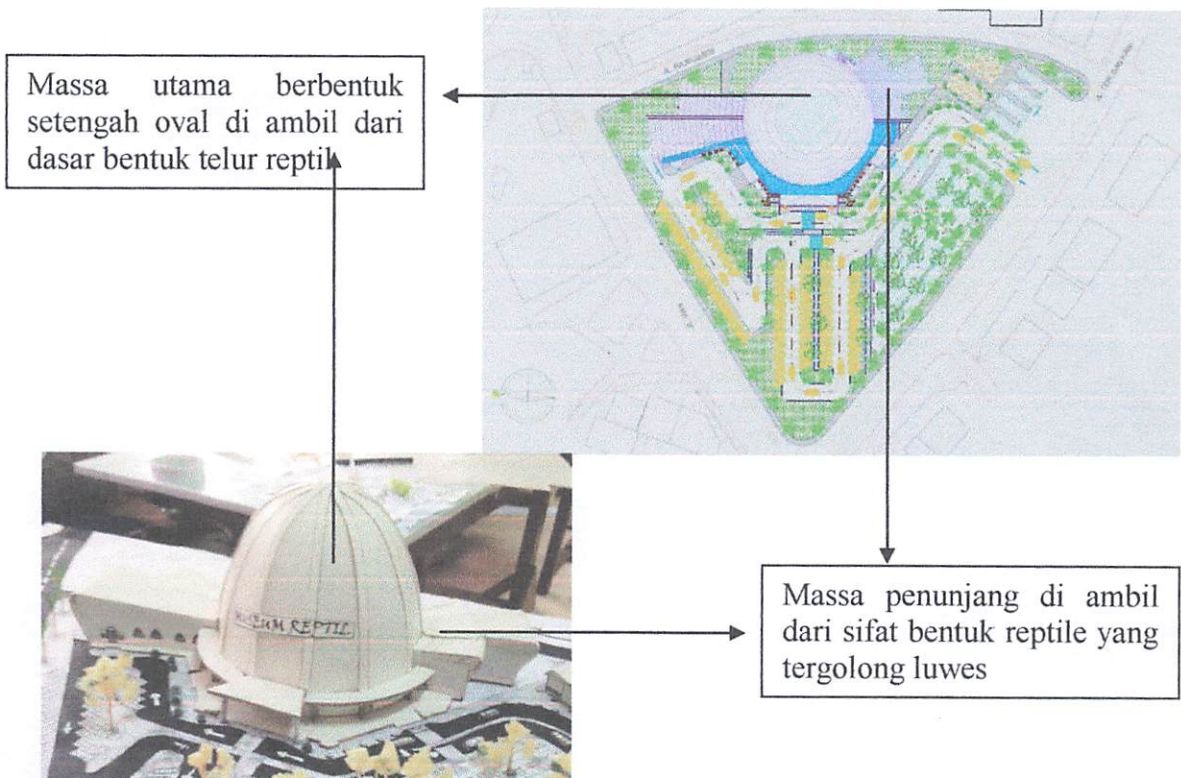 Massa utama berbentuk
setengah oval di ambil dari
dasar bentuk telur reptil
MUSEUM REPTIL
Massa penunjang di ambil
dari sifat bentuk reptile yang
tergolong luwes